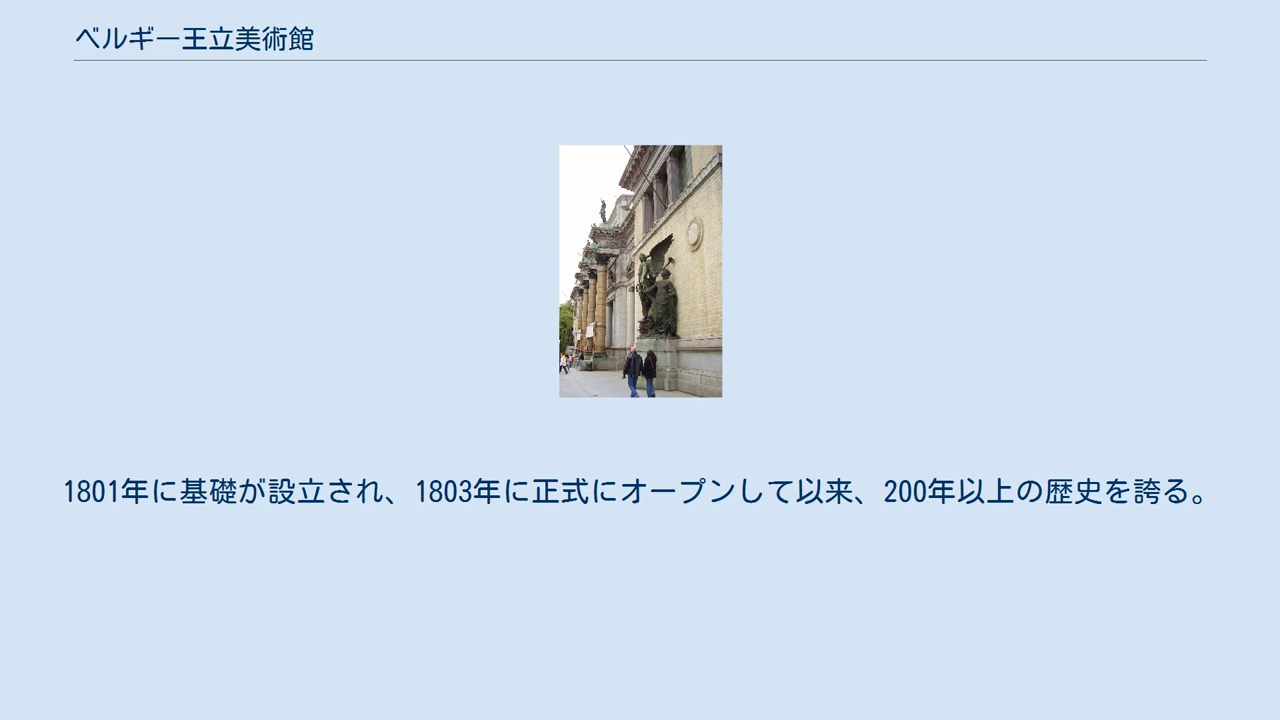 ベルギー王立美術館
1801年に基礎が設立され、1803年に正式にオープンして以来、200年以上の歴史を誇る。